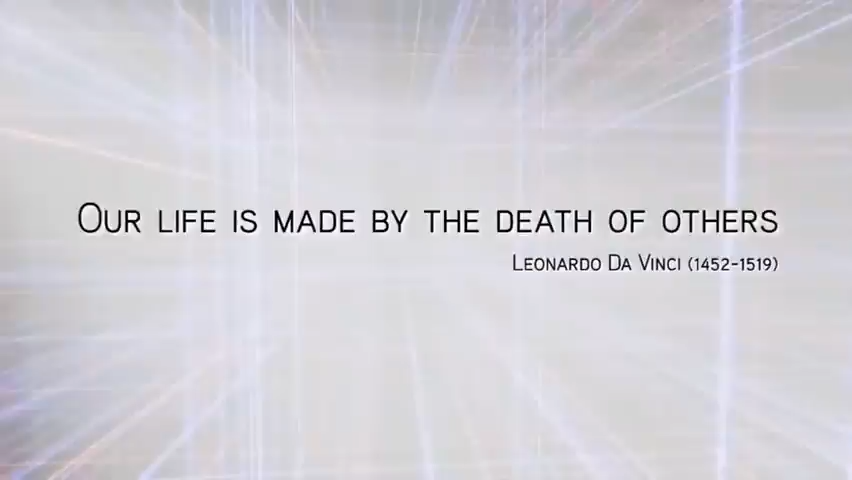 Our life is made by the death of others
Leonardo Da Vinci (1452-1519)